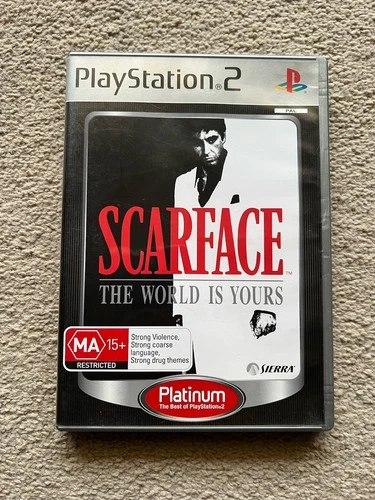 PlayStation®2
PAL
SCARFACE™
THE WORLD IS YOURS
MA 15+
RESTRICTED
Strong Violence,
Strong coarse
language,
Strong drug themes
SIERRA
Platinum
The Best of PlayStation®2